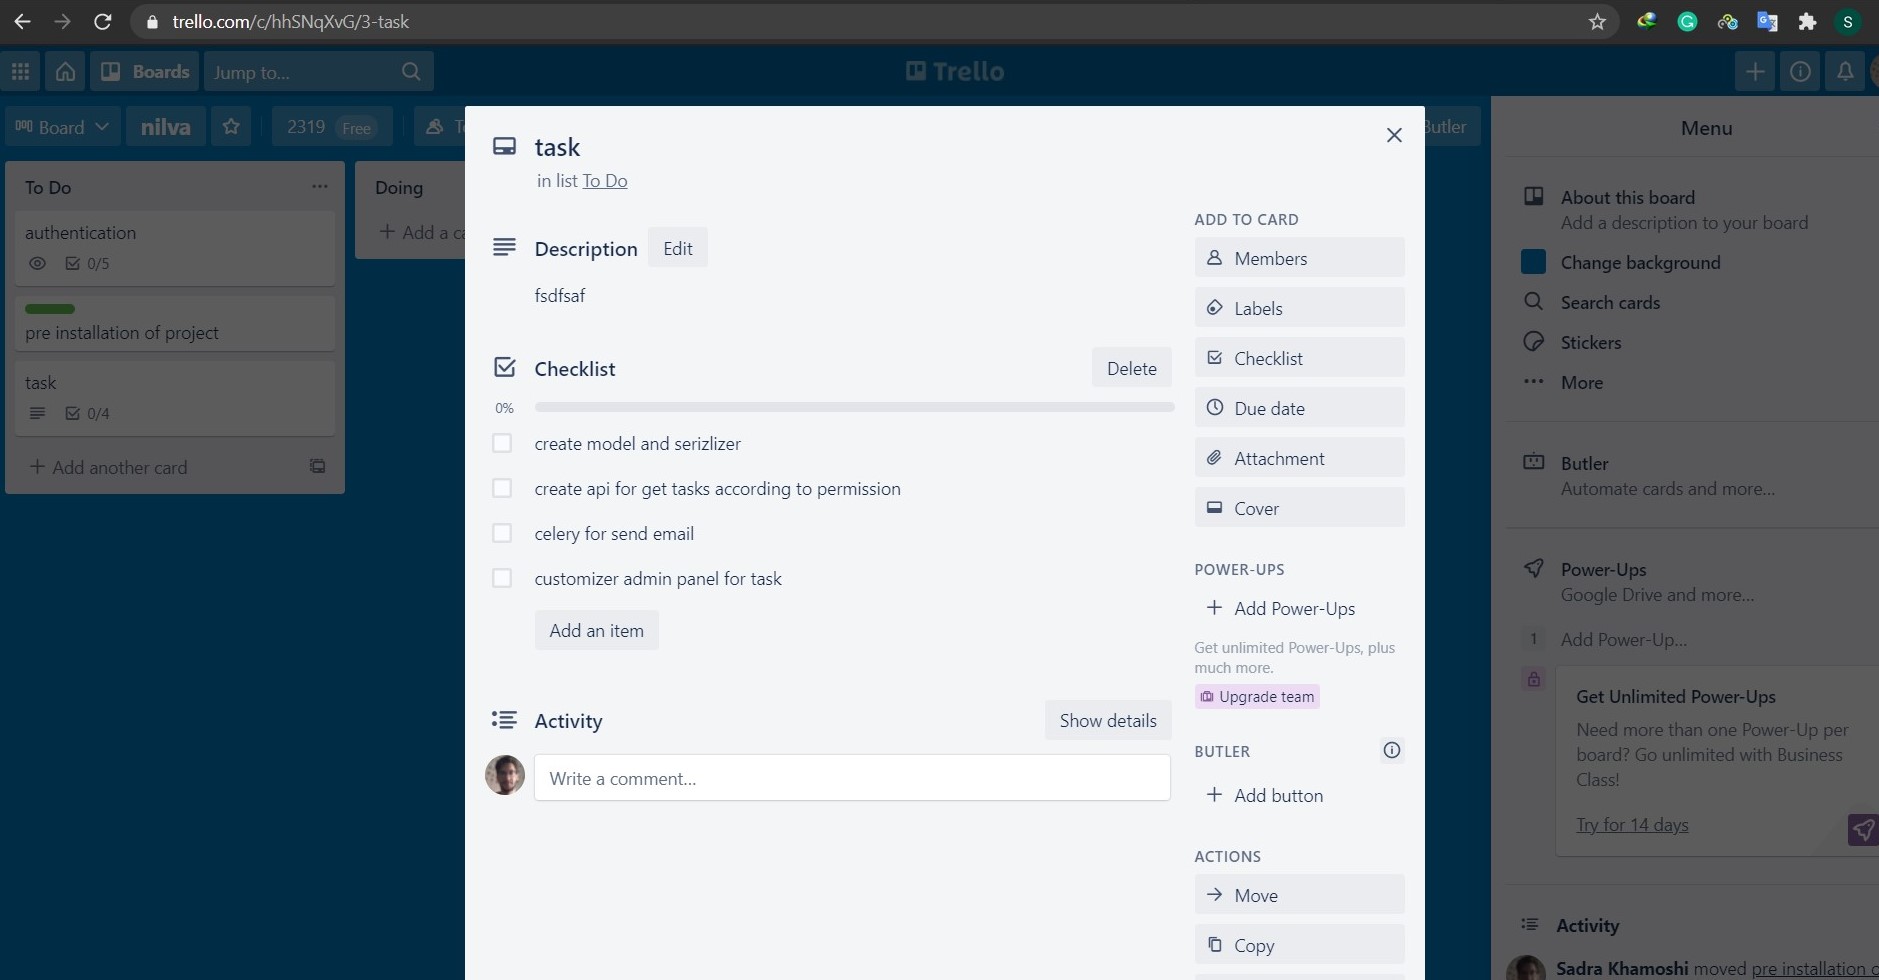 trello.com/c/hhSNqXvG/3-task
S
Boards
Jump to...
Trello
Board
nilva
2319 Free
Butler
To Do
authentication
0/5
pre installation of project
task
0/4
Add another card
Doing
task
in list To Do
Description
Edit
fsdfsaf
Checklist
Delete
0%
create model and serizlizer
create api for get tasks according to permission
celery for send email
customizer admin panel for task
Add an item
Activity
Show details
Write a comment...
ADD TO CARD
Members
Labels
Checklist
Due date
Attachment
Cover
POWER-UPS
Add Power-Ups
Get unlimited Power-Ups, plus
much more.
Upgrade team
BUTLER
Add button
ACTIONS
Move
Copy
Menu
About this board
Add a description to your board
Change background
Search cards
Stickers
More
Butler
Automate cards and more...
Power-Ups
Google Drive and more...
1 Add Power-Up...
Get Unlimited Power-Ups
Need more than one Power-Up per
board? Go unlimited with Business
Class!
Try for 14 days
Activity
Sadra Khamoshi moved pre installation